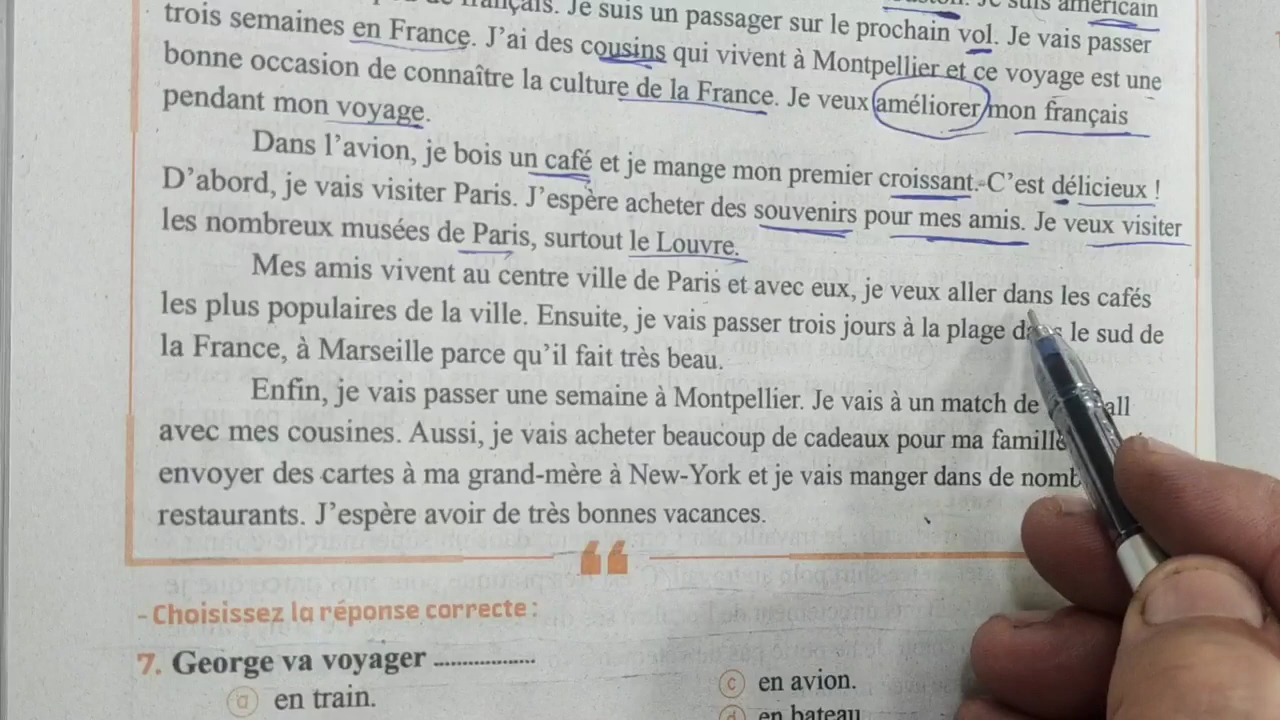 français. Je suis un passager sur le prochain vol. Je vais passer
Je suis américain
trois semaines en France. J'ai des cousins qui vivent à Montpellier et ce voyage est une
bonne occasion de connaître la culture de la France. Je veux améliorer mon français
pendant mon voyage.
Dans l'avion, je bois un café et je mange mon premier croissant. C'est délicieux !
D'abord, je vais visiter Paris. J'espère acheter des souvenirs pour mes amis. Je veux visiter
les nombreux musées de Paris, surtout le Louvre.
Mes amis vivent au centre ville de Paris et avec eux, je veux aller dans les cafés
les plus populaires de la ville. Ensuite, je vais passer trois jours à la plage dans le sud de
la France, à Marseille parce qu'il fait très beau.
Enfin, je vais passer une semaine à Montpellier. Je vais à un match de
avec mes cousines. Aussi, je vais acheter beaucoup de cadeaux pour ma famille
envoyer des cartes à ma grand-mère à New-York et je vais manger dans de
restaurants. J'espère avoir de très bonnes vacances.
- Choisissez la réponse correcte :
7. George va voyager ..................
a en train.
c en avion.
d en bateau